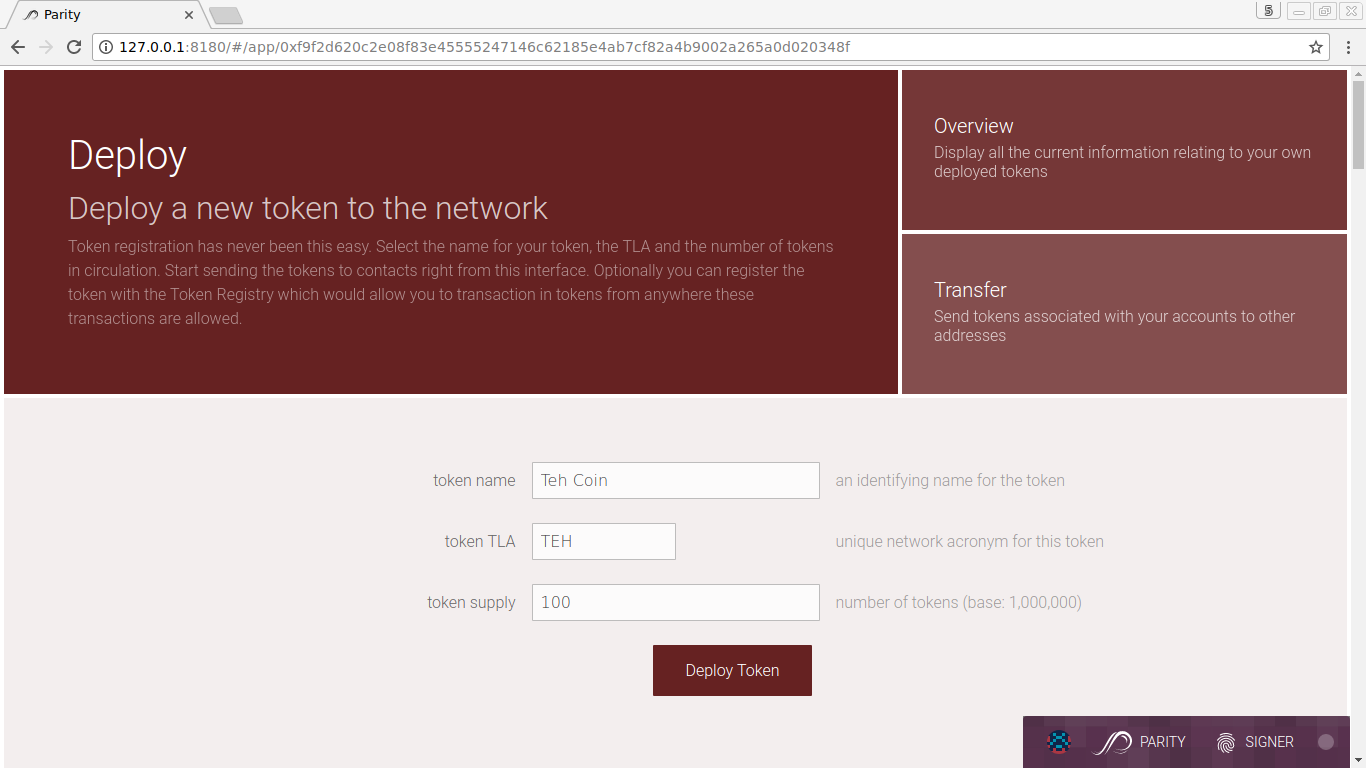 Parity
5
127.0.0.1:8180/#/app/0xf9f2d620c2e08f83e45555247146c62185e4ab7cf82a4b9002a265a0d020348f
Deploy
Deploy a new token to the network
Token registration has never been this easy. Select the name for your token, the TLA and the number of tokens
in circulation. Start sending the tokens to contacts right from this interface. Optionally you can register the
token with the Token Registry which would allow you to transaction in tokens from anywhere these
transactions are allowed.
Overview
Display all the current information relating to your own
deployed tokens
Transfer
Send tokens associated with your accounts to other
addresses
token name Teh Coin an identifying name for the token
token TLA TEH unique network acronym for this token
token supply 100 number of tokens (base: 1,000,000)
Deploy Token
PARITY SIGNER